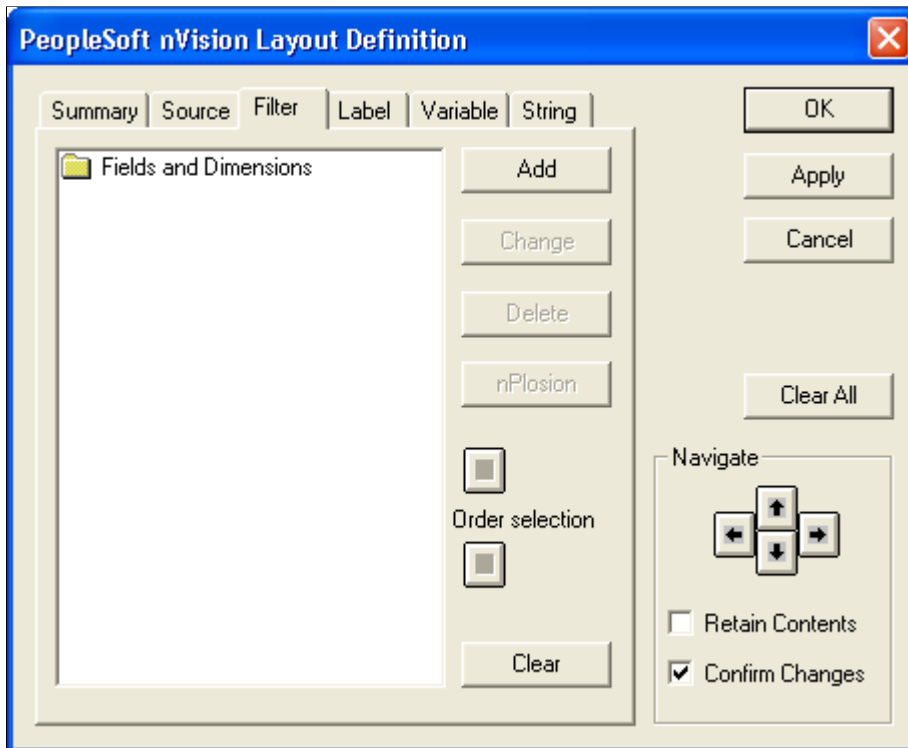 PeopleSoft nVision Layout Definition
Summary Source Filter Label Variable String
OK
Fields and Dimensions
Add
Apply
Change
Cancel
Delete
nPlosion
Clear All
Navigate
Order selection
Retain Contents
Clear
Confirm Changes